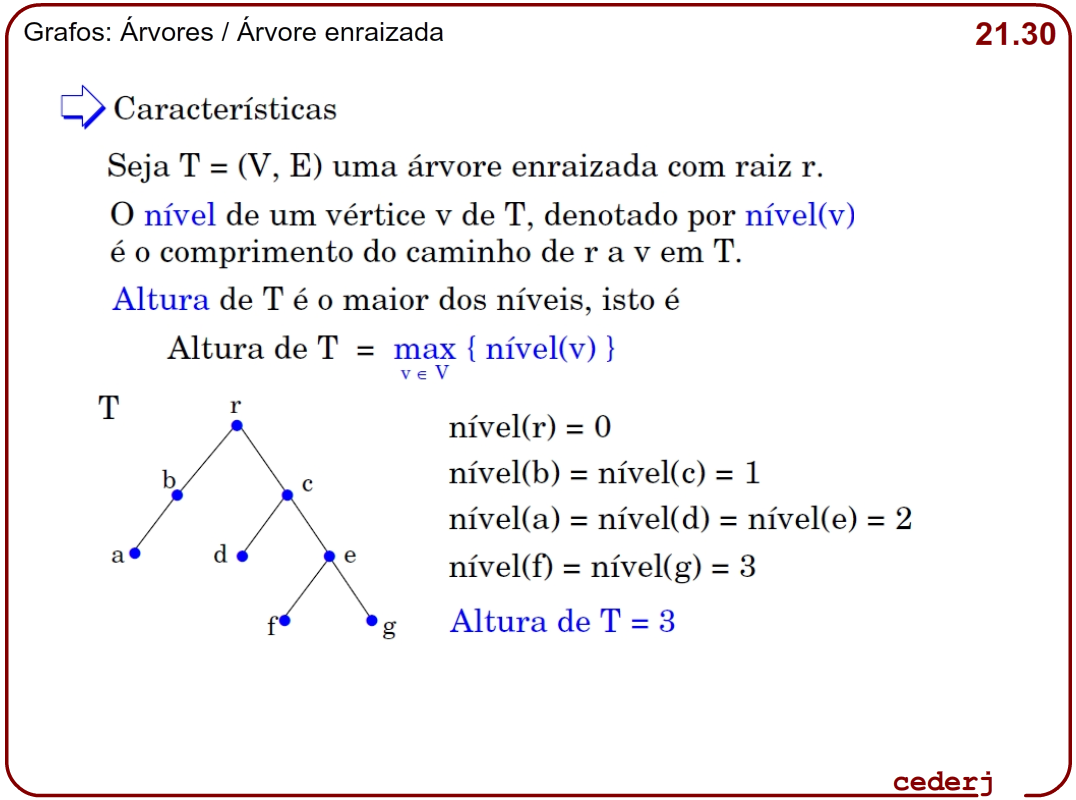 Grafos: Árvores / Árvore enraizada
21.30
Características
Seja T = (V, E) uma árvore enraizada com raiz r.
O nível de um vértice v de T, denotado por nível(v)
é o comprimento do caminho de r a v em T.
Altura de T é o maior dos níveis, isto é
Altura de T = max { nível(v) }
v ∈ V
T
r
b
c
a
d
e
f
g
nível(r) = 0
nível(b) = nível(c) = 1
nível(a) = nível(d) = nível(e) = 2
nível(f) = nível(g) = 3
Altura de T = 3
cederj